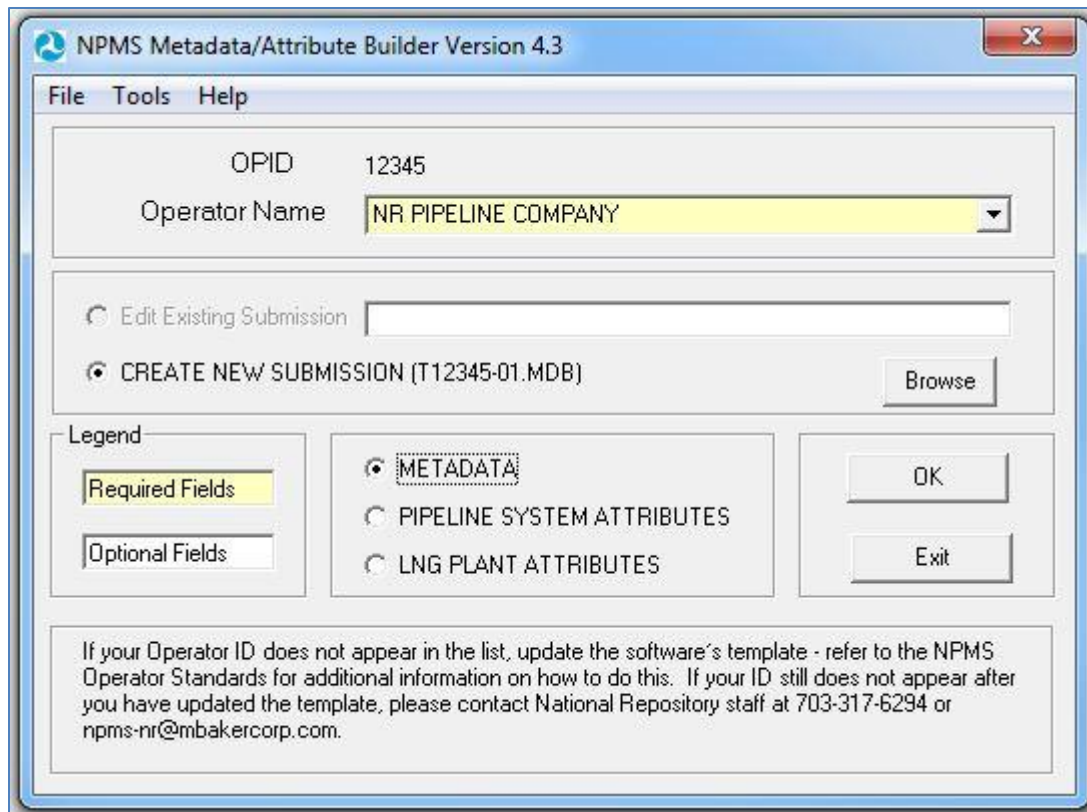 NPMS Metadata/Attribute Builder Version 4.3
File Tools Help
OPID 12345
Operator Name NR PIPELINE COMPANY
Edit Existing Submission
CREATE NEW SUBMISSION (T12345-01.MDB)
Browse
Legend
Required Fields
Optional Fields
METADATA
PIPELINE SYSTEM ATTRIBUTES
LNG PLANT ATTRIBUTES
OK
Exit
If your Operator ID does not appear in the list, update the software's template - refer to the NPMS
Operator Standards for additional information on how to do this.  If your ID still does not appear after
you have updated the template, please contact National Repository staff at 703-317-6294 or
npms-nr@mbakercorp.com.